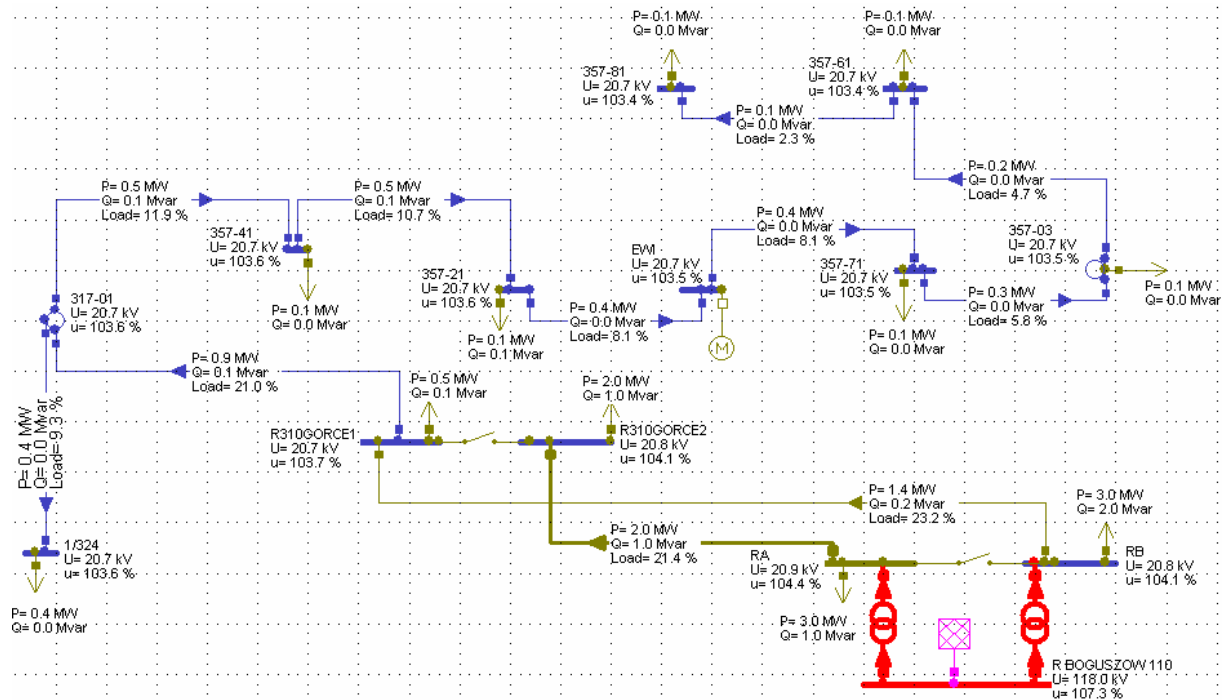 P= 0.1 MW
Q= 0.0 Mvar
P= 0.1 MW
Q= 0.0 Mvar
357-81
U= 20.7 kV
u= 103.4 %
357-61
U= 20.7 kV
u= 103.4 %
P= 0.1 MW
Q= 0.0 Mvar
Load= 2.3 %
P= 0.2 MW
Q= 0.0 Mvar
Load= 4.7 %
P= 0.5 MW
Q= 0.1 Mvar
Load= 11.9 %
P= 0.5 MW
Q= 0.1 Mvar
Load= 10.7 %
P= 0.4 MW
Q= 0.0 Mvar
Load= 8.1 %
357-41
U= 20.7 kV
u= 103.6 %
357-21
U= 20.7 kV
u= 103.6 %
EWI
U= 20.7 kV
u= 103.5 %
357-71
U= 20.7 kV
u= 103.5 %
357-03
U= 20.7 kV
u= 103.5 %
317-01
U= 20.7 kV
u= 103.6 %
P= 0.1 MW
Q= 0.0 Mvar
P= 0.1 MW
Q= 0.1 Mvar
P= 0.4 MW
Q= 0.0 Mvar
Load= 8.1 %
M
P= 0.1 MW
Q= 0.0 Mvar
P= 0.3 MW
Q= 0.0 Mvar
Load= 5.8 %
P= 0.1 MW
Q= 0.0 Mvar
P= 0.9 MW
Q= 0.1 Mvar
Load= 21.0 %
P= 0.5 MW
Q= 0.1 Mvar
P= 2.0 MW
Q= 1.0 Mvar
P= 0.4 MW
Q= 0.0 Mvar
Load= 9.3 %
R310GORCE1
U= 20.7 kV
u= 103.7 %
R310GORCE2
U= 20.8 kV
u= 104.1 %
P= 1.4 MW
Q= 0.2 Mvar
Load= 23.2 %
P= 3.0 MW
Q= 2.0 Mvar
P= 2.0 MW
Q= 1.0 Mvar
Load= 21.4 %
1/324
U= 20.7 kV
u= 103.6 %
RA
U= 20.9 kV
u= 104.4 %
RB
U= 20.8 kV
u= 104.1 %
P= 0.4 MW
Q= 0.0 Mvar
P= 3.0 MW
Q= 1.0 Mvar
R BOGUSZOW 110
U= 118.0 kV
u= 107.3 %